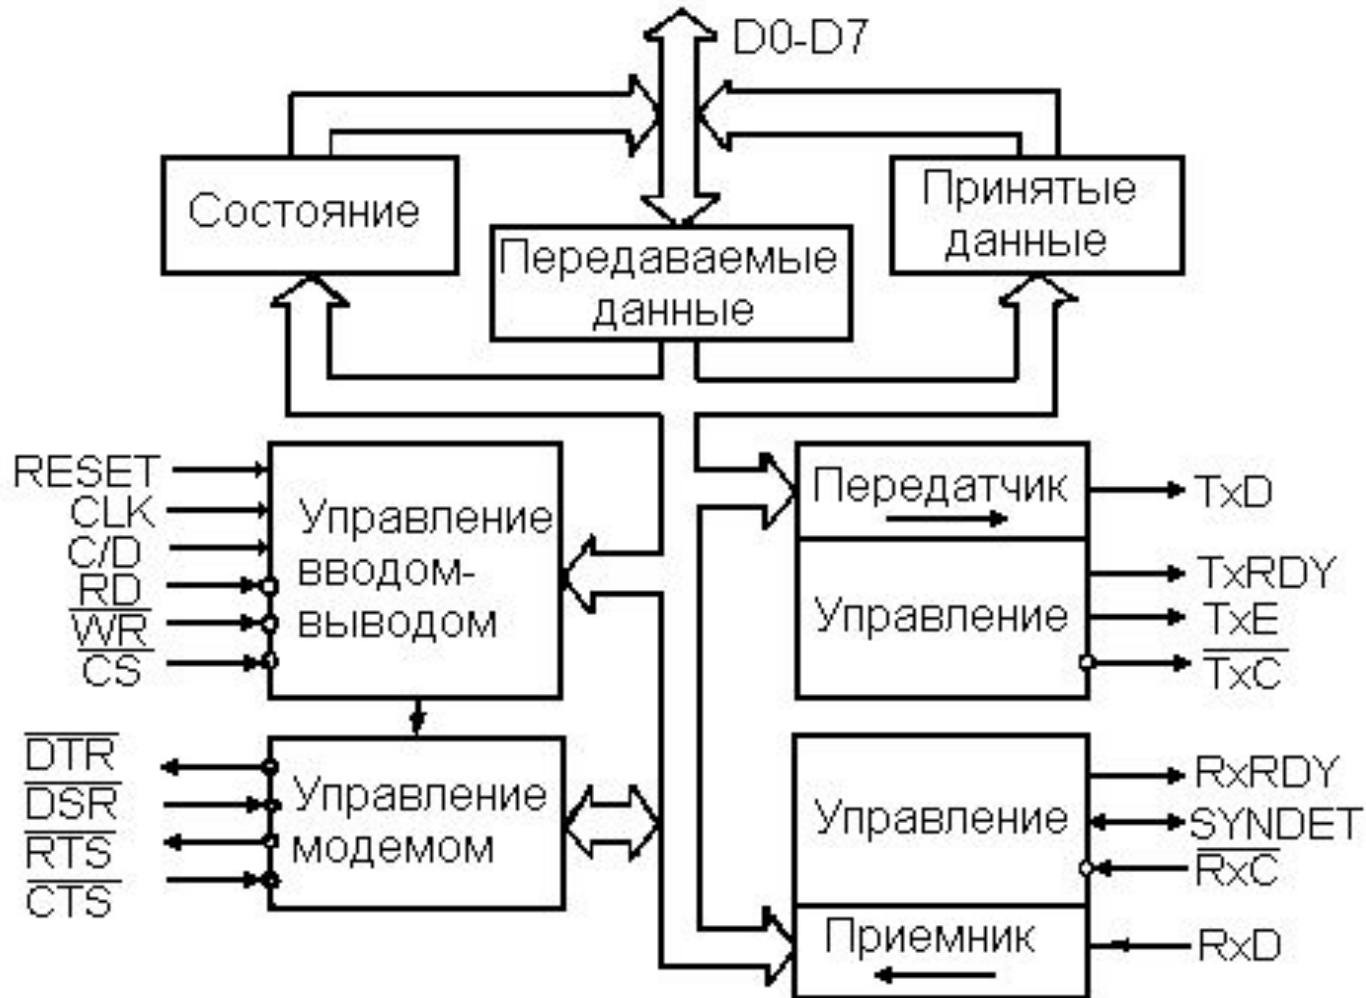 D0-D7
Состояние
Передаваемые
данные
Принятые
данные
RESET
CLK
C/D
RD
WR
CS
Управление
вводом-
выводом
DTR
DSR
RTS
CTS
Управление
модемом
Передатчик
Управление
TxD
TxRDY
TxE
TxC
Управление
Приемник
RxRDY
SYNDET
RxC
RxD